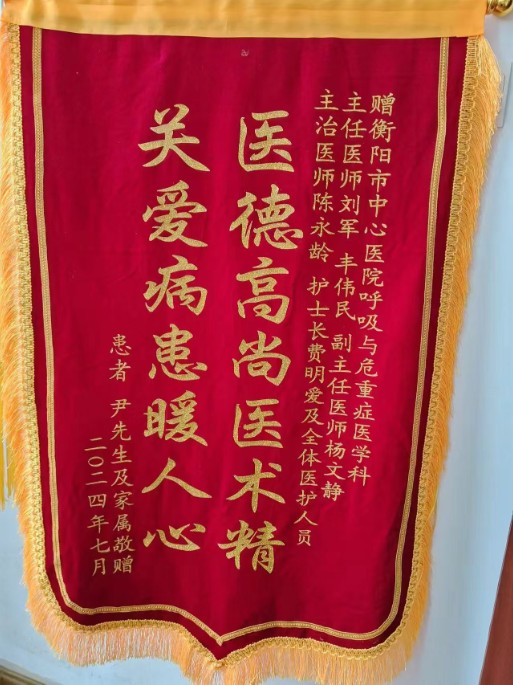 赠衡阳市中心医院呼吸与危重症医学科
主任医师刘军 丰伟民 副主任医师杨文静
主治医师陈永龄 护士长费明爱及全体医护人员
医德高尚医术精
关爱病患暖人心
患者 尹先生及家属敬赠
二〇二四年七月